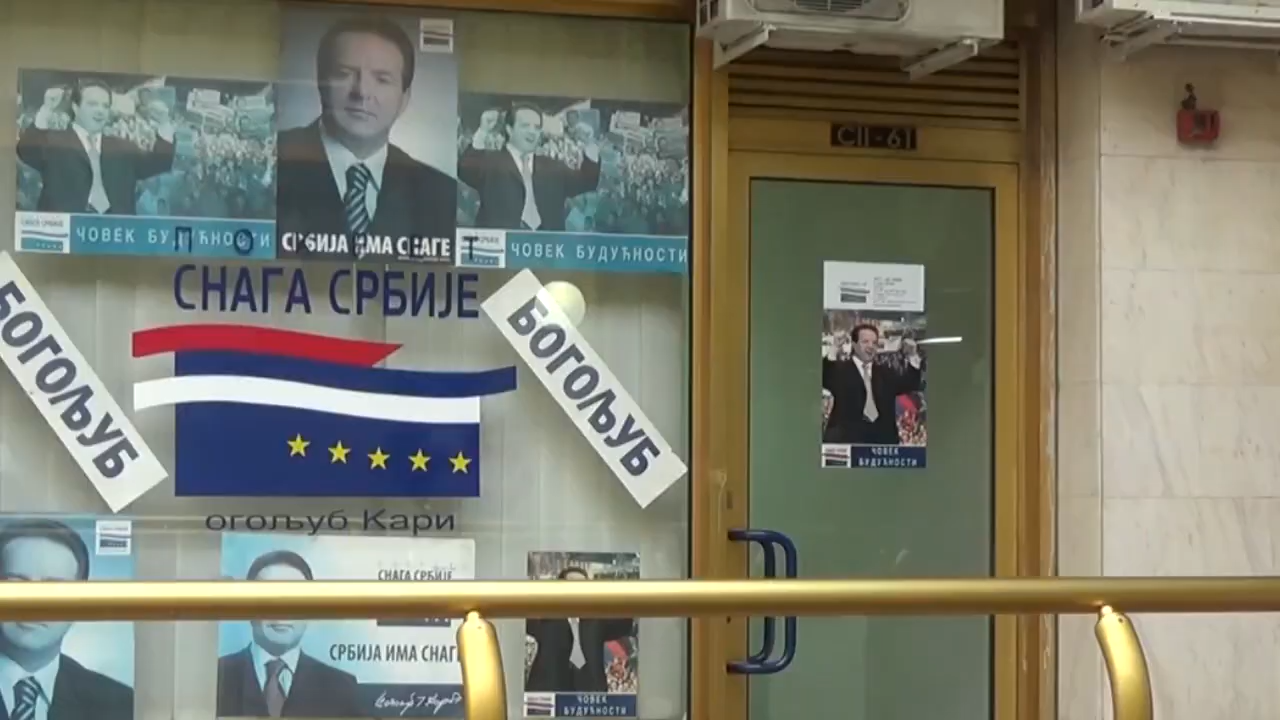 СРБИЈА ИМА СНАГЕ
ЧОВЕК БУДУЋНОСТИ
ЧОВЕК БУДУЋНОСТИ
ПОКРЕТ
СНАГА СРБИЈЕ
БОГОЉУБ
БОГОЉУБ
огољуб Кари
СНАГА СРБИЈЕ
СРБИЈА ИМА СНАГ
ЧОВЕК
БУДУЋНОСТИ
СП-61
ЧОВЕК
БУДУЋНОСТИ